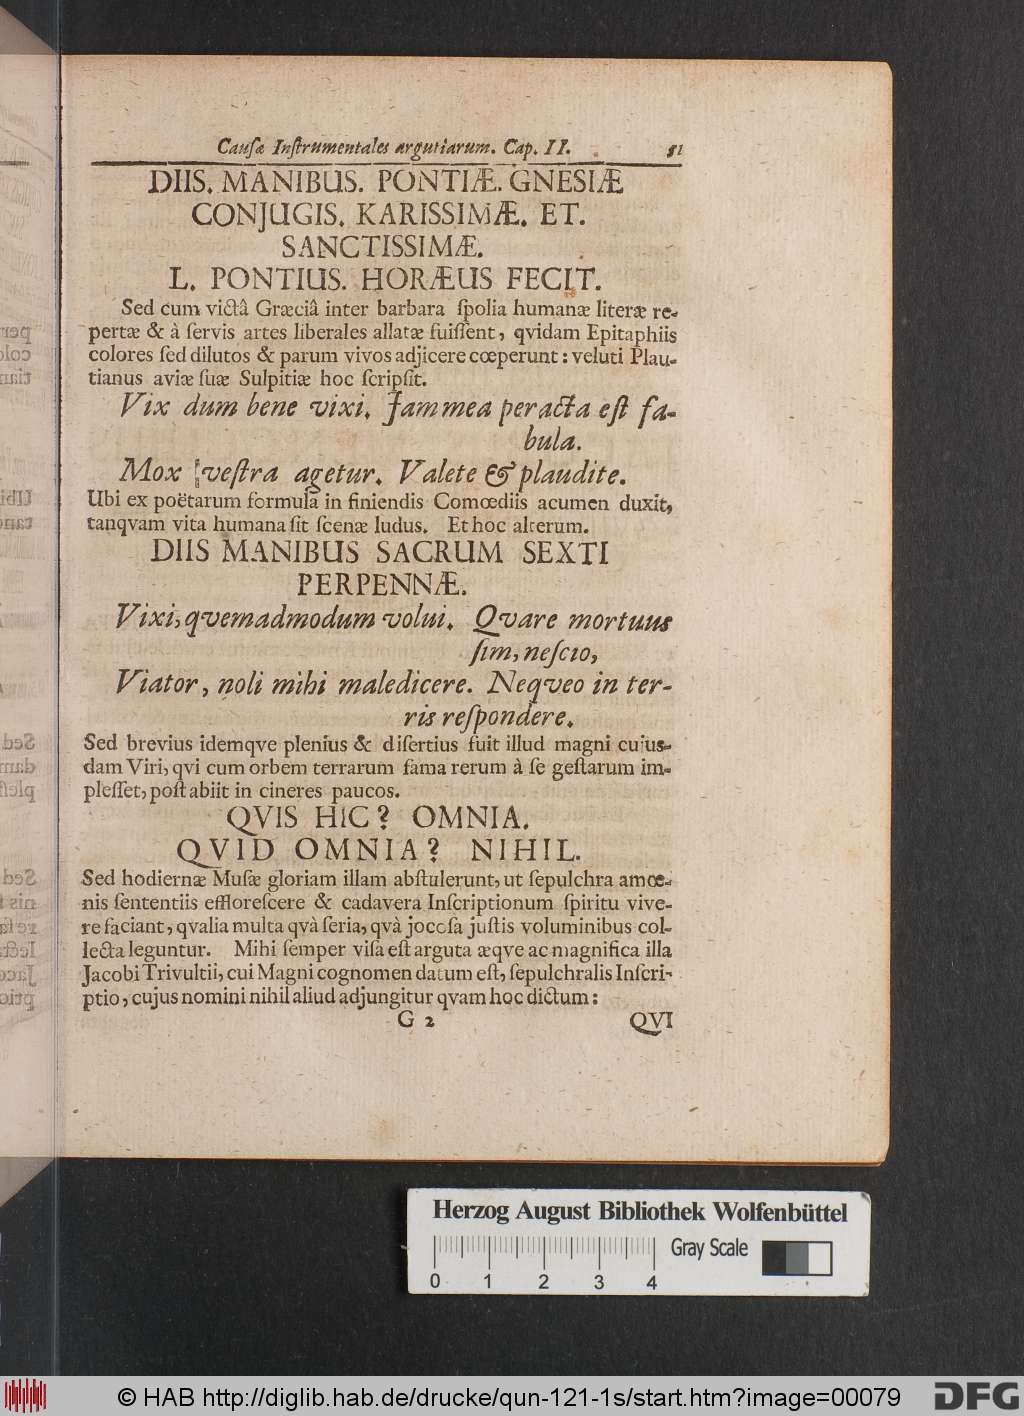 Causæ Inſtrumentales argutiarum. Cap. II. 51
DIIS. MANIBUS. PONTIÆ. GNESIÆ
CONJUGIS. KARISSIMÆ. ET.
SANCTISSIMÆ.
L. PONTIUS. HORÆUS FECIT.
Sed cum victâ Græciâ inter barbara ſpolia humanæ literæ re-
pertæ & à ſervis artes liberales allatæ fuiſſent, qvidam Epitaphiis
colores ſed dilutos & parum vivos adjicere cœperunt: veluti Plau-
tianus aviæ ſuæ Sulpitiæ hoc ſcripſit.
Vix dum bene vixi. Jam mea peracta eſt fa-
bula.
Mox veſtra agetur. Valete & plaudite.
Ubi ex poëtarum formulâ in finiendis Comœdiis acumen duxit,
tanqvam vita humana ſit ſcenæ ludus. Et hoc alterum.
DIIS MANIBUS SACRUM SEXTI
PERPENNÆ.
Vixi, qvemadmodum volui. Qvare mortuus
ſim, neſcio,
Viator, noli mihi maledicere. Neqveo in ter-
ris reſpondere.
Sed brevius idemqve plenius & diſertius fuit illud magni cujus-
dam Viri, qvi cum orbem terrarum fama rerum à ſe geſtarum im-
pleſſet, poſt abiit in cineres paucos.
QVIS HIC? OMNIA.
QVID OMNIA? NIHIL.
Sed hodiernæ Muſæ gloriam illam abſtulerunt, ut ſepulchra amœ-
nis ſententiis effloreſcere & cadavera Inſcriptionum ſpiritu vive-
re faciant, qvalia multa qvà ſeria, qvà jocoſa juſtis voluminibus col-
lecta leguntur. Mihi ſemper viſa eſt arguta æqve ac magnifica illa
Jacobi Trivultii, cui Magni cognomen datum eſt, ſepulchralis Inſcri-
ptio, cujus nomini nihil aliud adjungitur qvam hoc dictum:
G 2 QVI
Herzog August Bibliothek Wolfenbüttel
Gray Scale
0 1 2 3 4
© HAB http://diglib.hab.de/drucke/qun-121-1s/start.htm?image=00079
DFG